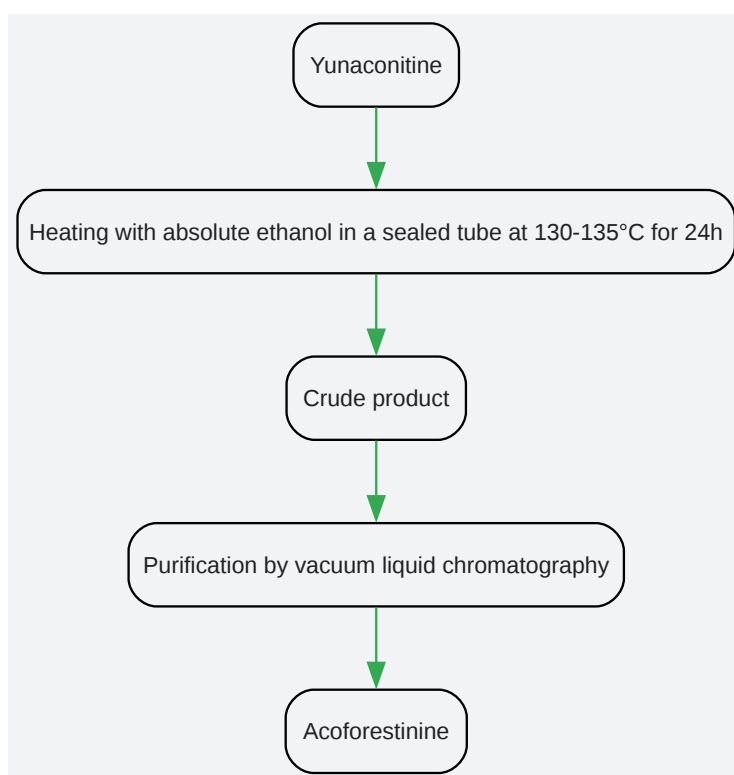 Yunaconitine
Heating with absolute ethanol in a sealed tube at 130-135°C for 24h
Crude product
Purification by vacuum liquid chromatography
Acoforestinine